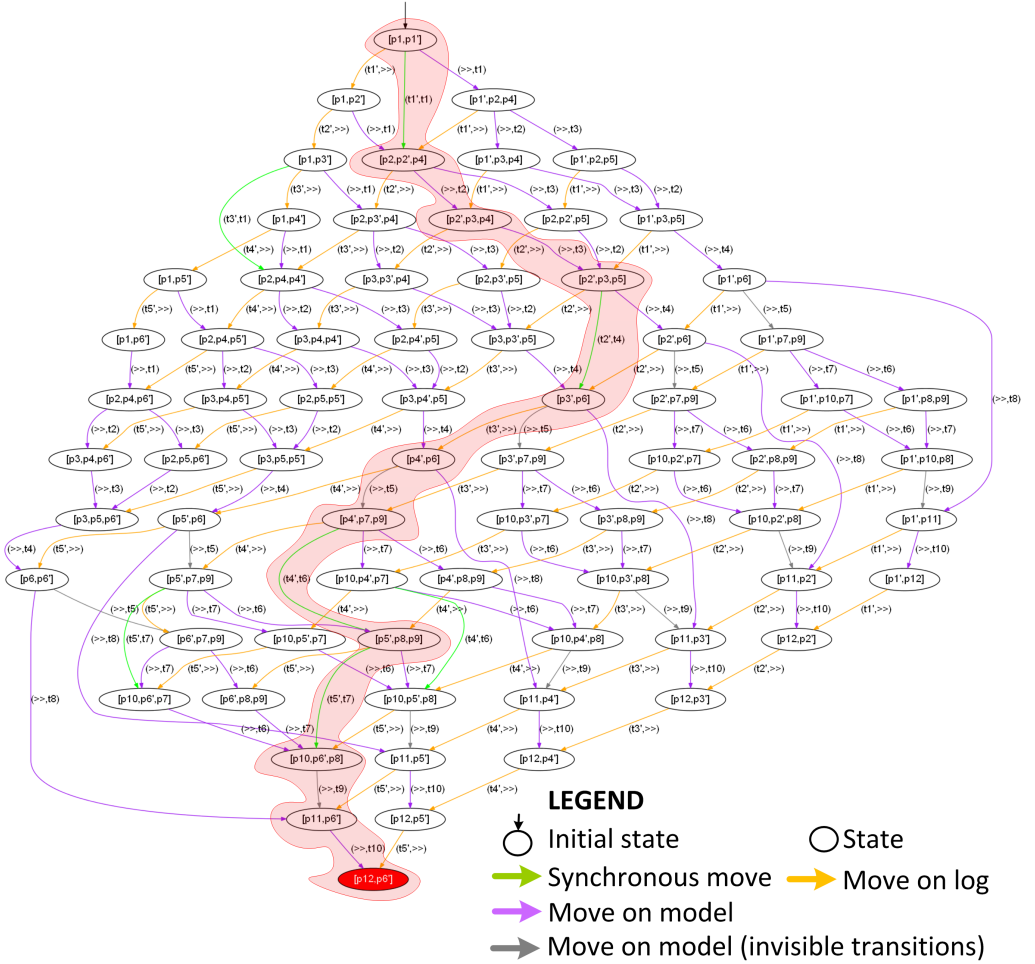 [p1,p1']
(t1',>>) (t1',t1) (>>,t1)
[p1,p2'] [p1',p2,p4]
(t2',>>) (>>,t1) (t1',>>) (>>,t2) (>>,t3)
[p1,p3'] [p2,p2',p4] [p1',p3,p4] [p1',p2,p5]
(t3',t1) (t3',>>) (>>,t1) (t2',>>) (>>,t2) (t1',>>) (>>,t3) (t1',>>) (>>,t3) (>>,t2)
[p1,p4'] [p2,p3',p4] [p2',p3,p4] [p2,p2',p5] [p1',p3,p5]
(t4',>>) (>>,t1) (t3',>>) (>>,t2) (t2',>>) (>>,t3) (t2',>>) (>>,t3) (>>,t2) (t1',>>) (>>,t4)
[p1,p5'] [p2,p4,p4'] [p3,p3',p4] [p2,p3',p5] [p2',p3,p5] [p1',p6]
(t5',>>) (>>,t1) (t4',>>) (>>,t2) (t3',>>) (>>,t3) (t3',>>) (>>,t3) (>>,t2) (t2',>>) (t2',t4) (>>,t4) (t1',>>) (>>,t5)
[p1,p6'] [p2,p4,p5'] [p3,p4,p4'] [p2,p4',p5] [p3,p3',p5] [p2',p6] [p1',p7,p9]
(>>,t1) (t5',>>) (>>,t2) (t4',>>) (>>,t3) (t4',>>) (>>,t3) (>>,t2) (t3',>>) (>>,t4) (t2',>>) (>>,t5) (t1',>>) (>>,t7) (>>,t6) (>>,t8)
[p2,p4,p6'] [p3,p4,p5'] [p2,p5,p5'] [p3,p4',p5] [p3',p6] [p2',p7,p9] [p1',p10,p7] [p1',p8,p9]
(>>,t2) (>>,t3) (t5',>>) (t5',>>) (>>,t3) (>>,t2) (t4',>>) (>>,t4) (t3',>>) (>>,t5) (t2',>>) (>>,t7) (>>,t6) (t1',>>) (t1',>>) (>>,t6) (>>,t7)
[p3,p4,p6'] [p2,p5,p6'] [p3,p5,p5'] [p4',p6] [p3',p7,p9] [p10,p2',p7] [p2',p8,p9] (>>,t8) [p1',p10,p8]
(>>,t3) (>>,t2) (t5',>>) (>>,t4) (t4',>>) (>>,t5) (t3',>>) (>>,t7) (>>,t6) (t2',>>) (>>,t6) (t2',>>) (>>,t7) (t1',>>) (>>,t9)
[p3,p5,p6'] [p5',p6] [p4',p7,p9] [p10,p3',p7] [p3',p8,p9] (>>,t8) [p10,p2',p8] [p1',p11]
(>>,t4) (t5',>>) (>>,t5) (t4',>>) (>>,t7) (>>,t6) (t3',>>) (>>,t6) (t3',>>) (>>,t7) (t2',>>) (>>,t9) (t1',>>) (>>,t10)
[p6,p6'] [p5',p7,p9] (t4',t6) [p10,p4',p7] [p4',p8,p9] (>>,t8) [p10,p3',p8] [p11,p2'] [p1',p12]
(>>,t5) (t5',>>) (>>,t7) (>>,t6) (t4',>>) (t4',>>) (>>,t6) (>>,t7) (t3',>>) (>>,t9) (t2',>>) (>>,t10) (t1',>>)
(>>,t8) (t5',t7) [p6',p7,p9] [p10,p5',p7] [p5',p8,p9] (t4',t6) [p10,p4',p8] [p11,p3'] [p12,p2']
(>>,t7) (t5',>>) (>>,t6) (t5',>>) (>>,t6) (>>,t7) (t4',>>) (>>,t9) (t3',>>) (>>,t10) (t2',>>)
(>>,t8) [p10,p6',p7] [p6',p8,p9] (t5',t7) [p10,p5',p8] [p11,p4'] [p12,p3']
(>>,t6) (>>,t7) (t5',>>) (>>,t9) (t4',>>) (>>,t10) (t3',>>)
[p10,p6',p8] [p11,p5'] [p12,p4']
(>>,t9) (t5',>>) (>>,t10) (t4',>>)
[p11,p6'] [p12,p5']
(>>,t10) (t5',>>)
[p12,p6']
LEGEND
Initial state State
Synchronous move Move on log
Move on model
Move on model (invisible transitions)